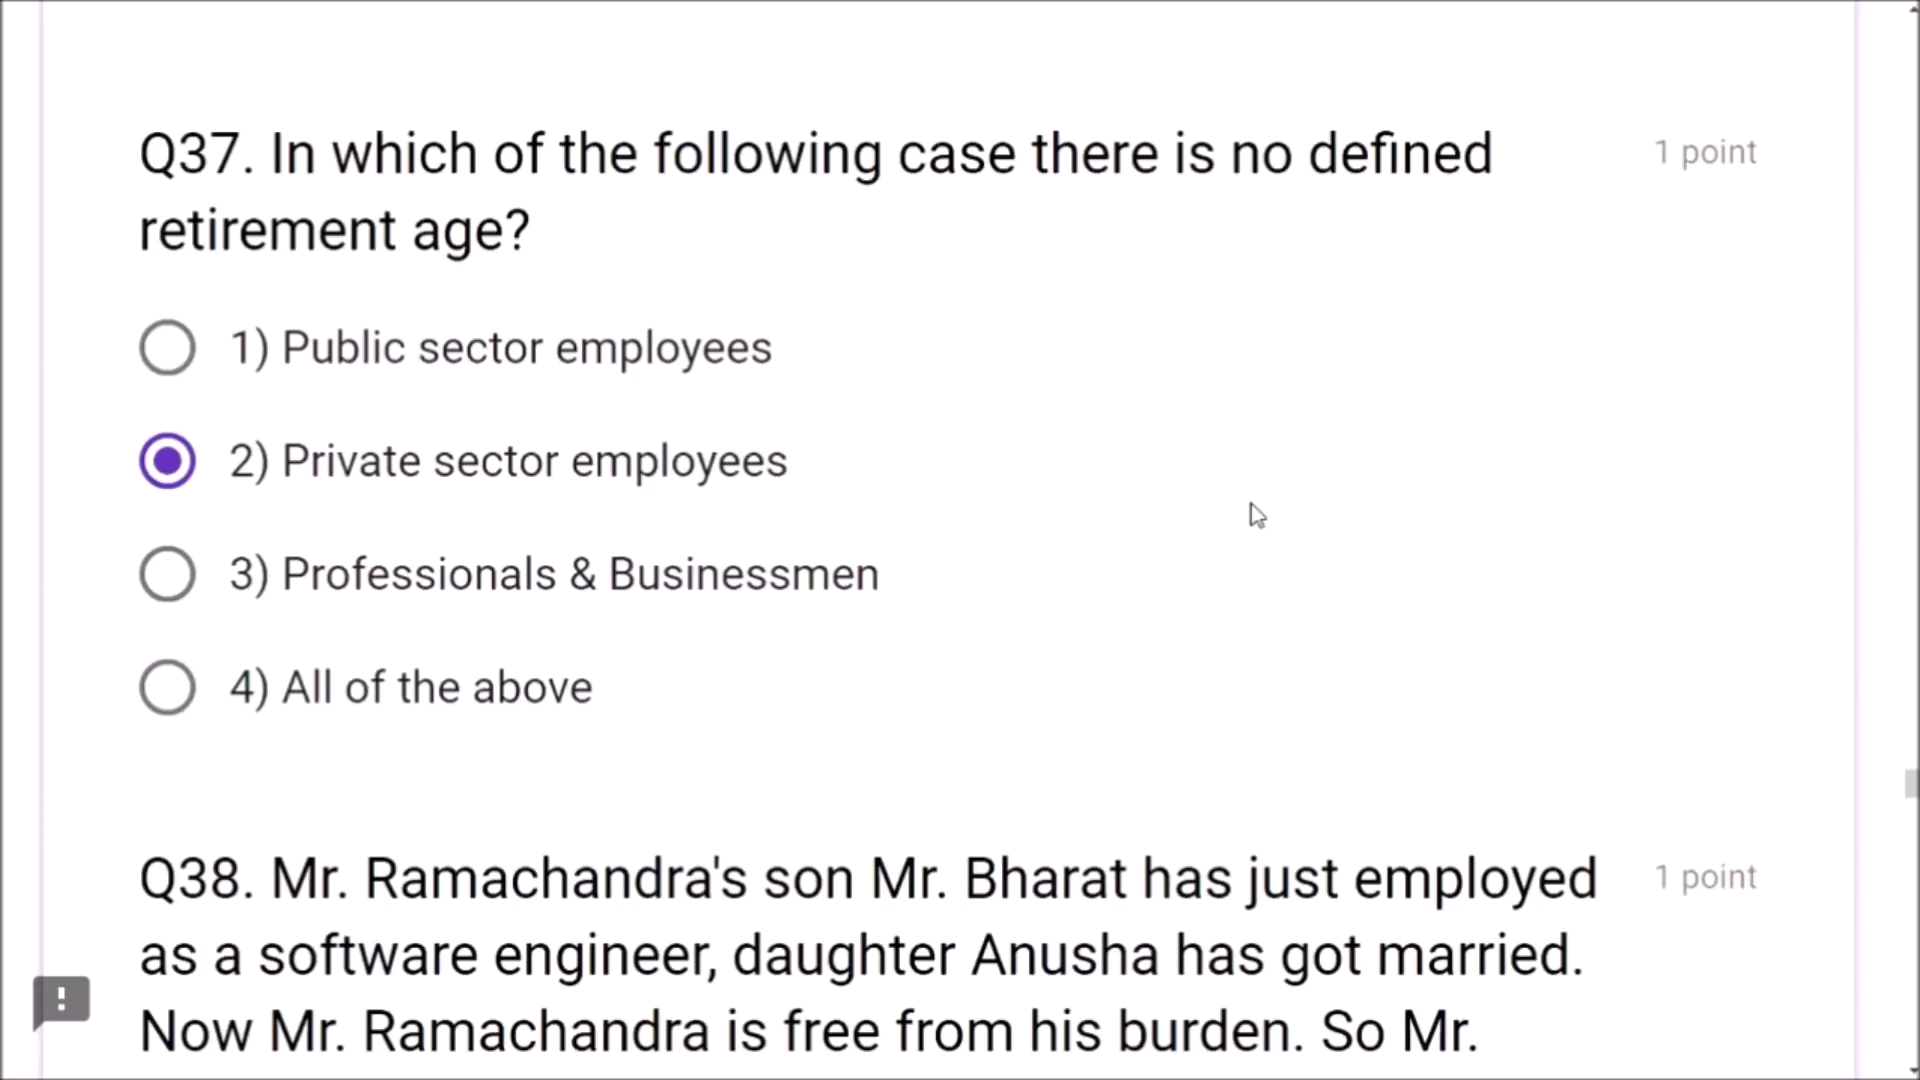 Q37. In which of the following case there is no defined
1 point
retirement age?
1) Public sector employees
2) Private sector employees
3) Professionals & Businessmen
4) All of the above
Q38. Mr. Ramachandra's son Mr. Bharat has just employed
1 point
as a software engineer, daughter Anusha has got married.
Now Mr. Ramachandra is free from his burden. So Mr.